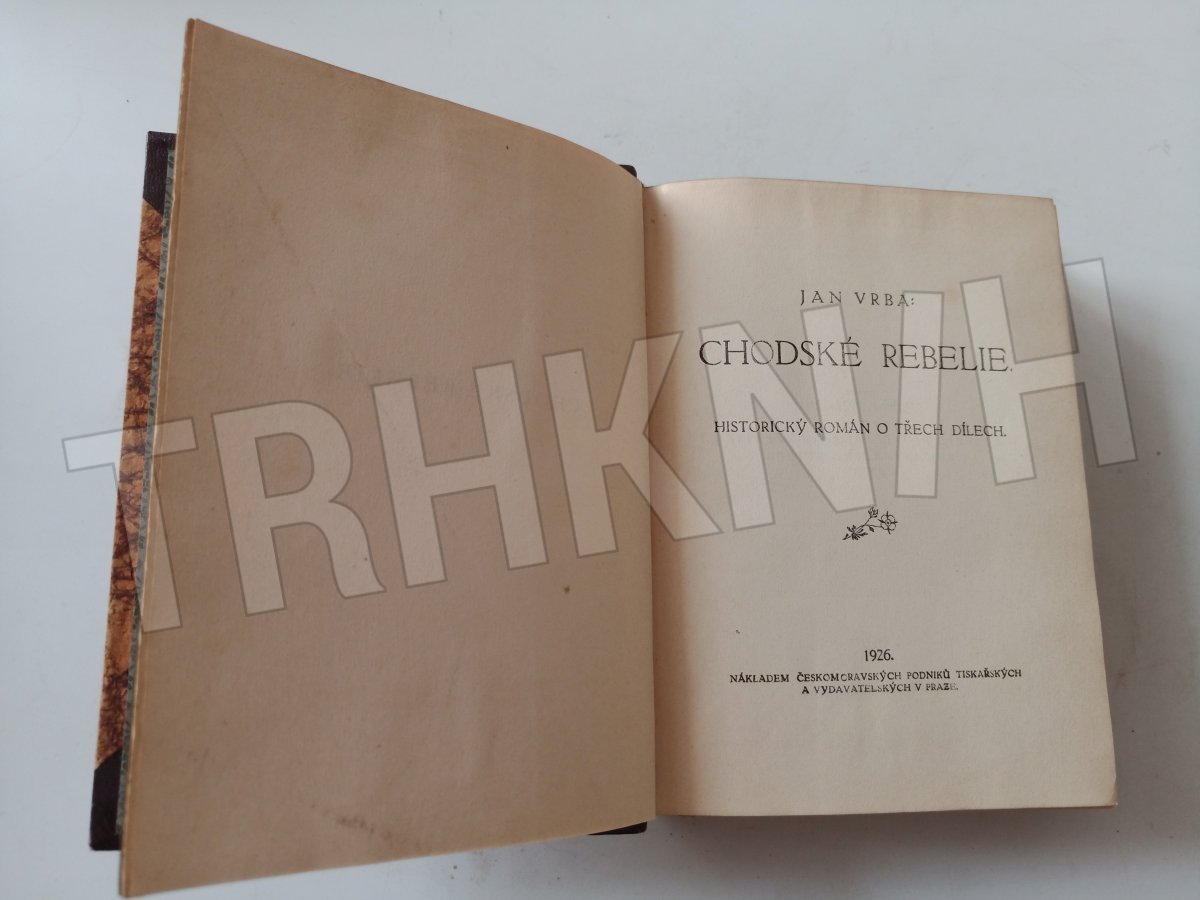 JAN VRBA:
CHODSKÉ REBELIE.
HISTORICKÝ ROMÁN O TŘECH DÍLECH.
1926.
NÁKLADEM ČESKOMORAVSKÝCH PODNIKŮ TISKAŘSKÝCH
A VYDAVATELSKÝCH V PRAZE.
TRHKNIH